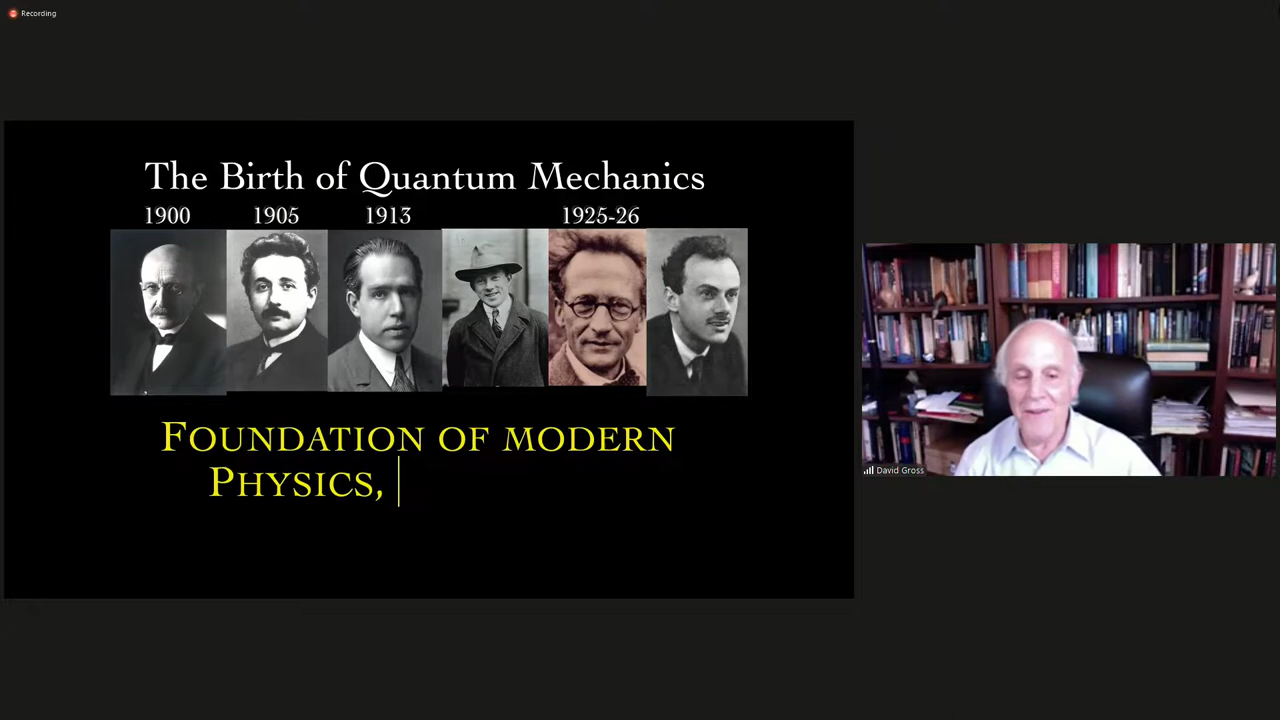 Recording
The Birth of Quantum Mechanics
1900 1905 1913 1925-26
FOUNDATION OF MODERN
PHYSICS,
David Gross